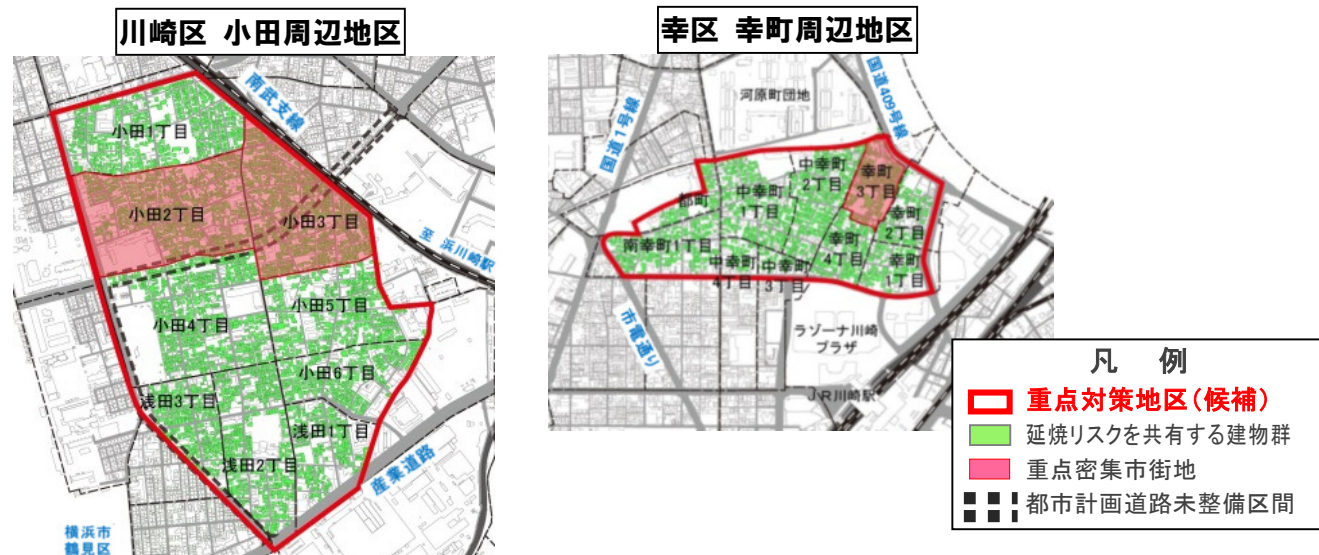 川崎区 小田周辺地区
南武支線
小田1丁目
小田2丁目
小田3丁目
至 浜川崎駅
小田4丁目
小田5丁目
小田6丁目
浅田3丁目
浅田1丁目
浅田2丁目
産業道路
横浜市
鶴見区
幸区 幸町周辺地区
国道409号線
河原町団地
国道1号線
中幸町
2丁目
幸町
3丁目
都町
中幸町
1丁目
幸町
2丁目
南幸町1丁目
幸町
4丁目
中幸町
4丁目
中幸町
3丁目
幸町
1丁目
市電通り
ラゾーナ川崎
プラザ
JR川崎駅
凡 例
重点対策地区(候補)
延焼リスクを共有する建物群
重点密集市街地
都市計画道路未整備区間